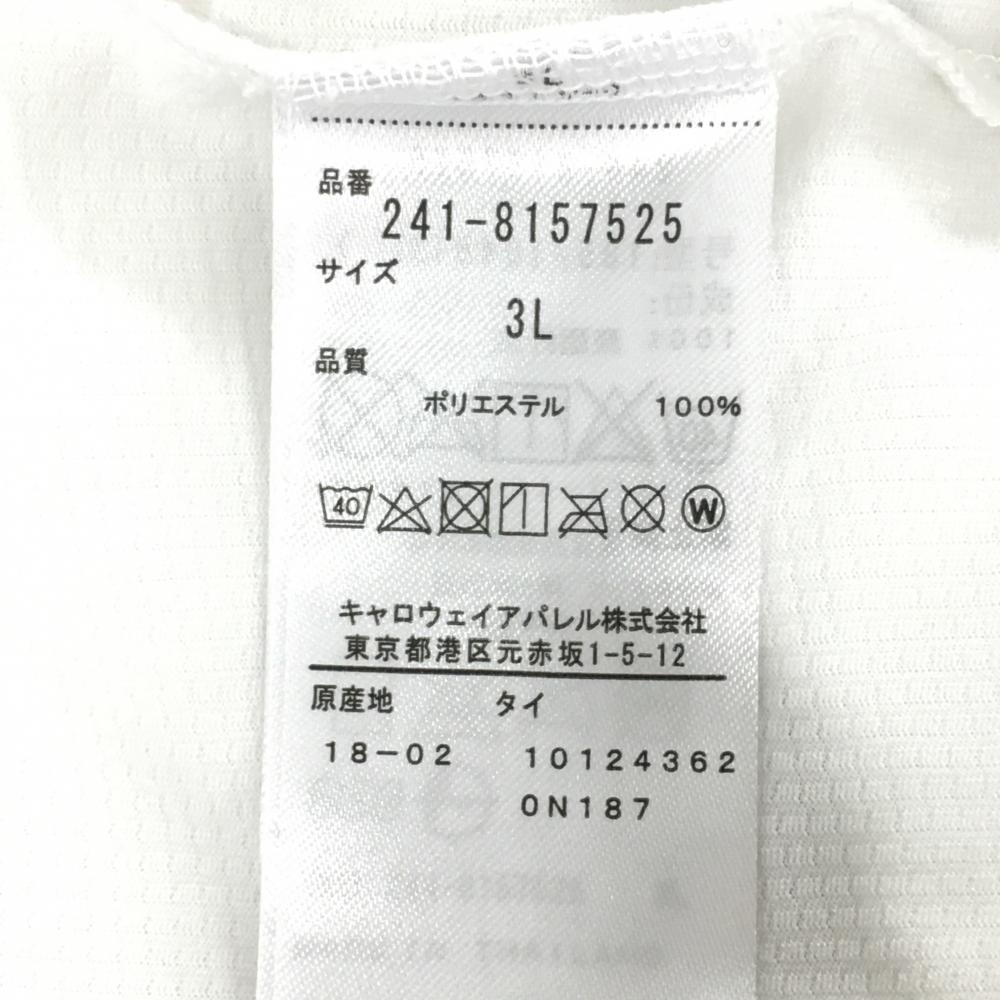 品番
241-8157525
サイズ
3L
品質
ポリエステル 100%
40 W
キャロウェイアパレル株式会社
東京都港区元赤坂1-5-12
原産地 タイ
18-02 10124362
0N187